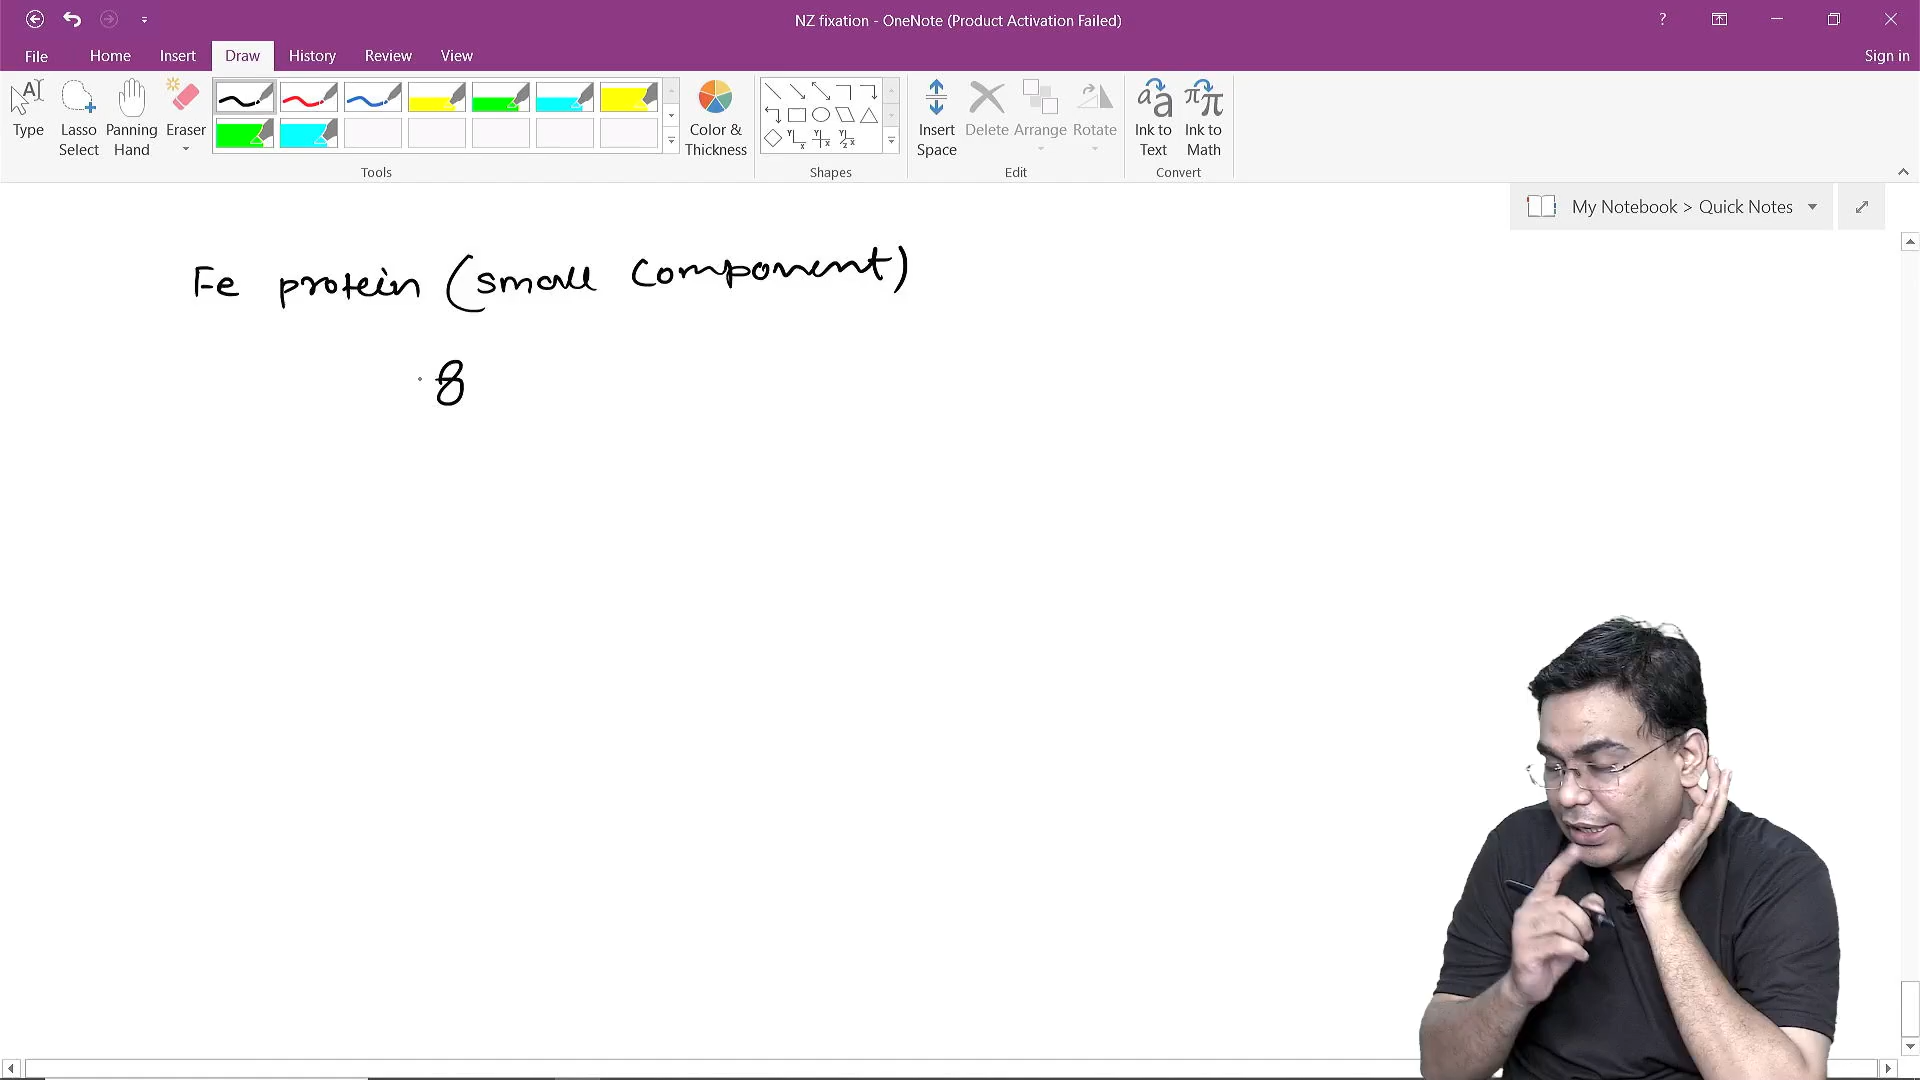 NZ fixation - OneNote (Product Activation Failed)
?
File Home Insert Draw History Review View
Sign in
Type
Lasso Select
Panning Hand
Eraser
Color & Thickness
Insert Space
Delete
Arrange
Rotate
Ink to Text
Ink to Math
Tools
Shapes
Edit
Convert
My Notebook > Quick Notes
Fe protein (small component)
8